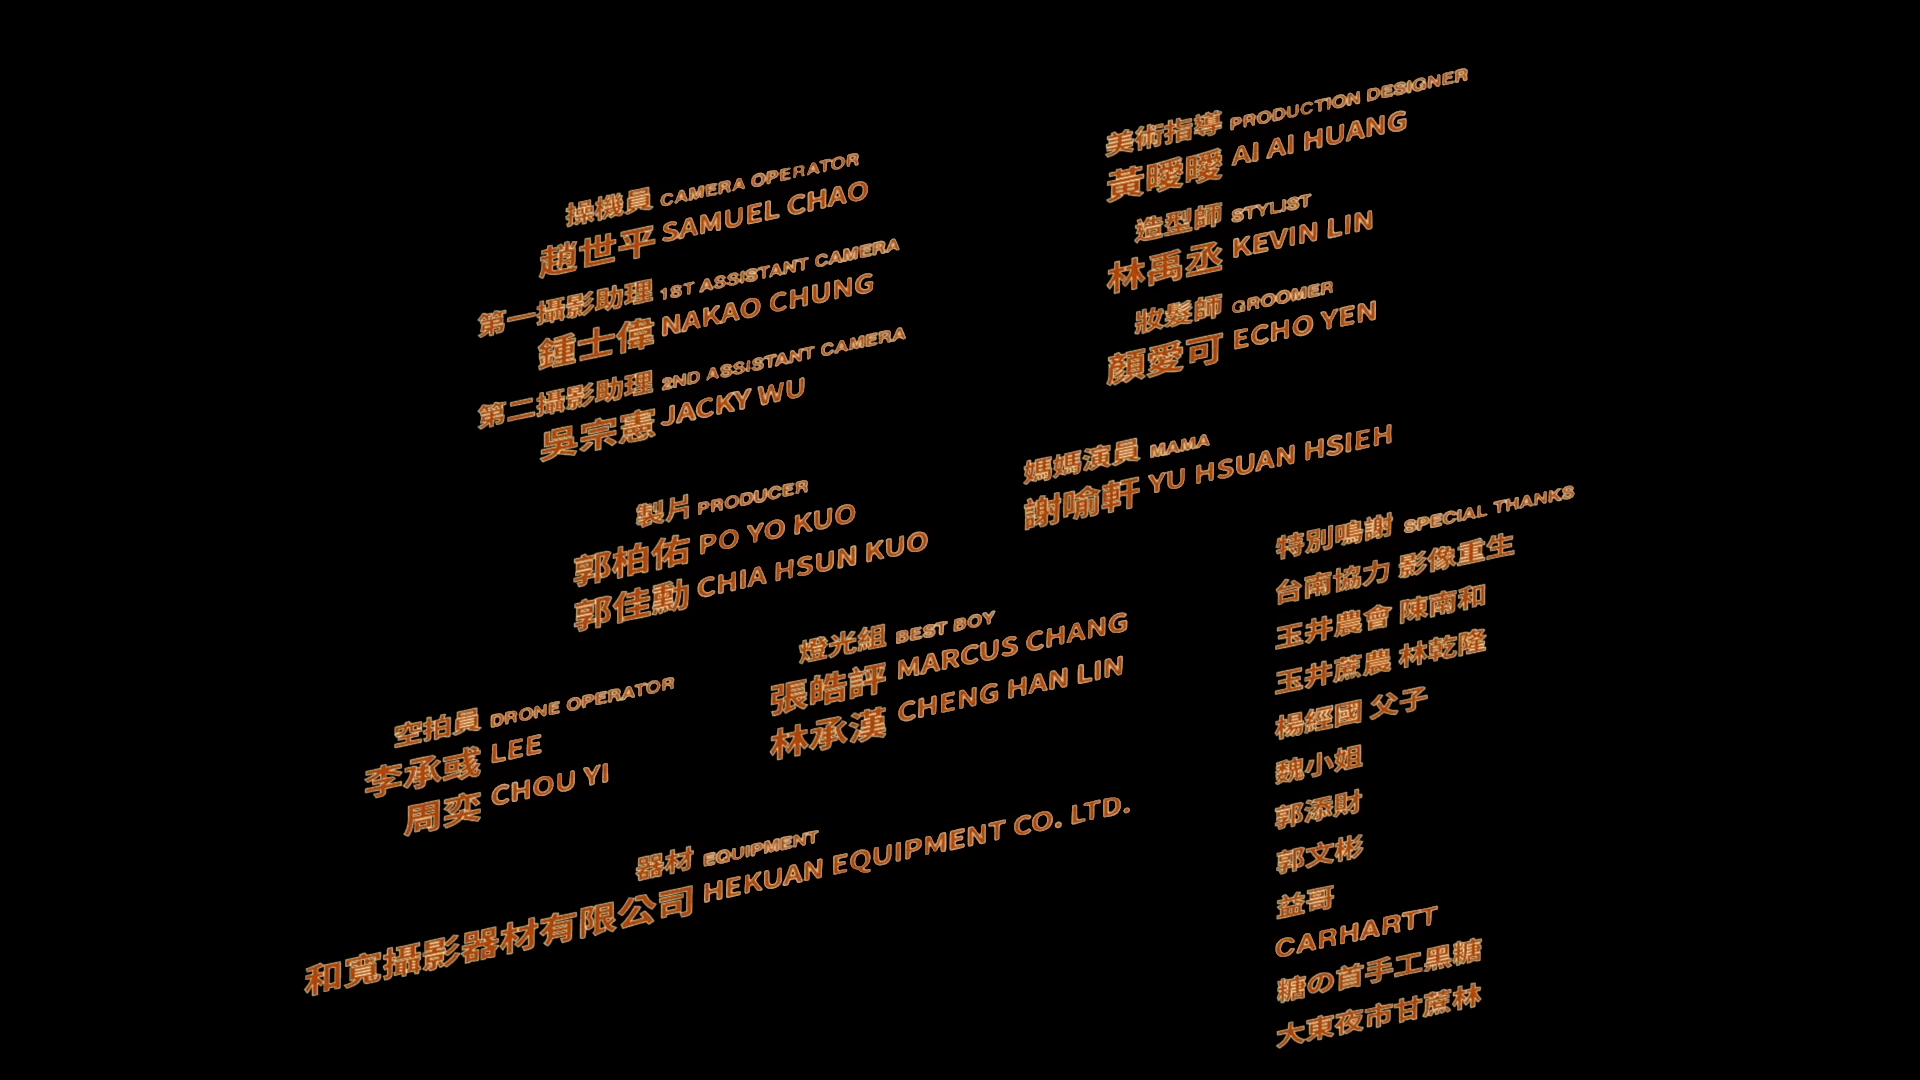 操機員 CAMERA OPERATOR
趙世平 SAMUEL CHAO
第一攝影助理 1ST ASSISTANT CAMERA
鍾士偉 NAKAO CHUNG
第二攝影助理 2ND ASSISTANT CAMERA
吳宗憲 JACKY WU
製片 PRODUCER
郭柏佑 PO YO KUO
郭佳勳 CHIA HSUN KUO
燈光組 BEST BOY
張皓評 MARCUS CHANG
林承漢 CHENG HAN LIN
空拍員 DRONE OPERATOR
李承彧 LEE
周奕 CHOU YI
器材 EQUIPMENT
和寬攝影器材有限公司 HEKUAN EQUIPMENT CO. LTD.
美術指導 PRODUCTION DESIGNER
黃曖曖 AI AI HUANG
造型師 STYLIST
林禹丞 KEVIN LIN
妝髮師 GROOMER
顏愛可 ECHO YEN
媽媽演員 MAMA
謝喻軒 YU HSUAN HSIEH
特別鳴謝 SPECIAL THANKS
台南協力 影像重生
玉井農會 陳南和
玉井蔗農 林乾隆
楊經國 父子
魏小姐
郭添財
郭文彬
益哥
CARHARTT
糖の首手工黑糖
大東夜市甘蔗林